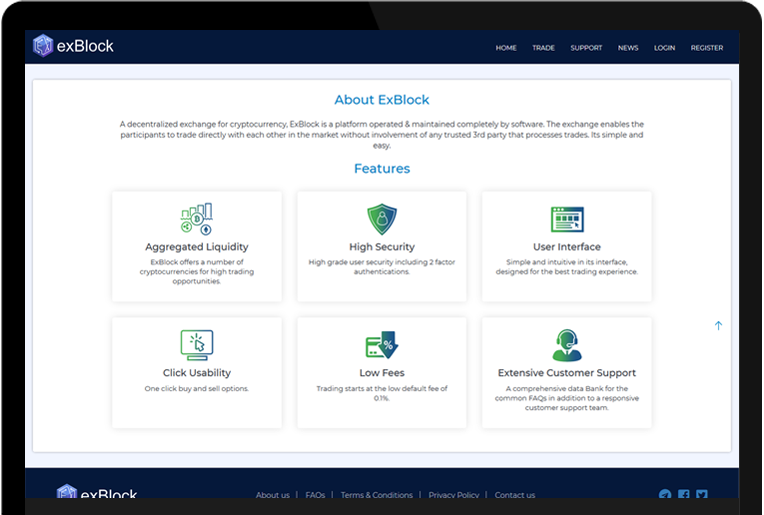 exBlock
HOME TRADE SUPPORT NEWS LOGIN REGISTER
About ExBlock
A decentralized exchange for cryptocurrency, ExBlock is a platform operated & maintained completely by software. The exchange enables the
participants to trade directly with each other in the market without involvement of any trusted 3rd party that processes trades. Its simple and
easy.
Features
Aggregated Liquidity
ExBlock offers a number of
cryptocurrencies for high trading
opportunities.
High Security
High grade user security including 2 factor
authentications.
User Interface
Simple and intuitive in its interface,
designed for the best trading experience.
Click Usability
One click buy and sell options.
Low Fees
Trading starts at the low default fee of
0.1%.
Extensive Customer Support
A comprehensive data Bank for the
common FAQs in addition to a responsive
customer support team.
exBlock
About us | FAQs | Terms & Conditions | Privacy Policy | Contact us